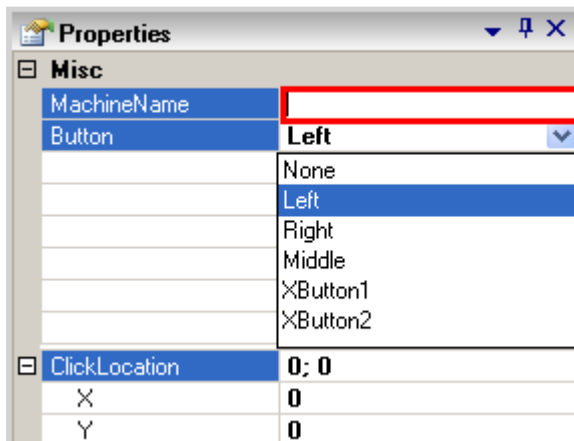 Properties
Misc
MachineName
Button Left
None
Left
Right
Middle
XButton1
XButton2
ClickLocation 0; 0
X 0
Y 0